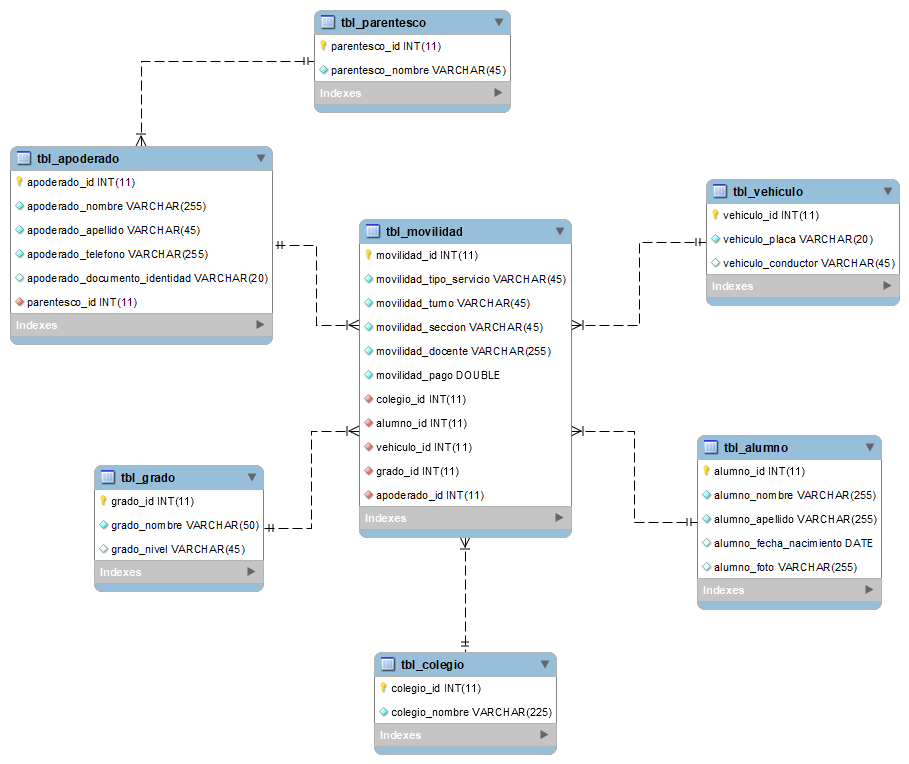 tbl_parentesco
parentesco_id INT(11)
parentesco_nombre VARCHAR(45)
Indexes
tbl_apoderado
apoderado_id INT(11)
apoderado_nombre VARCHAR(255)
apoderado_apellido VARCHAR(45)
apoderado_telefono VARCHAR(255)
apoderado_documento_identidad VARCHAR(20)
parentesco_id INT(11)
Indexes
tbl_movilidad
movilidad_id INT(11)
movilidad_tipo_servicio VARCHAR(45)
movilidad_turno VARCHAR(45)
movilidad_seccion VARCHAR(45)
movilidad_docente VARCHAR(255)
movilidad_pago DOUBLE
colegio_id INT(11)
alumno_id INT(11)
vehiculo_id INT(11)
grado_id INT(11)
apoderado_id INT(11)
Indexes
tbl_vehiculo
vehiculo_id INT(11)
vehiculo_placa VARCHAR(20)
vehiculo_conductor VARCHAR(45)
Indexes
tbl_grado
grado_id INT(11)
grado_nombre VARCHAR(50)
grado_nivel VARCHAR(45)
Indexes
tbl_alumno
alumno_id INT(11)
alumno_nombre VARCHAR(255)
alumno_apellido VARCHAR(255)
alumno_fecha_nacimiento DATE
alumno_foto VARCHAR(255)
Indexes
tbl_colegio
colegio_id INT(11)
colegio_nombre VARCHAR(225)
Indexes